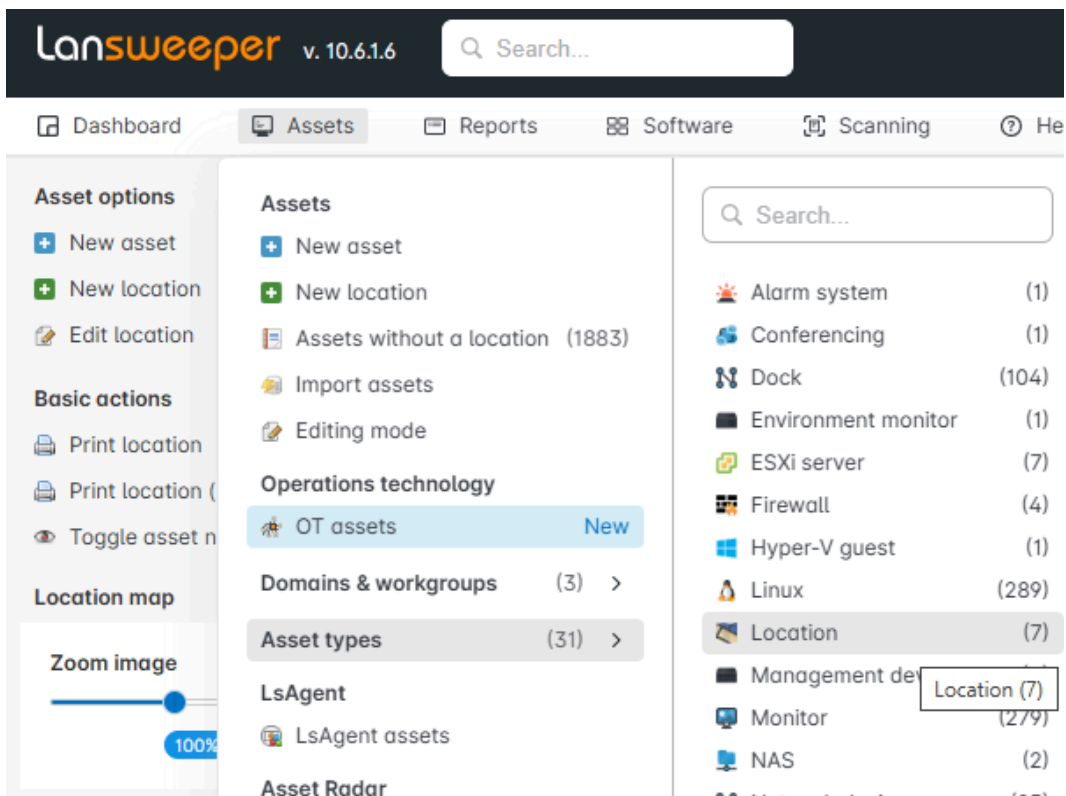 Lansweeper v. 10.6.1.6 Search...
Dashboard Assets Reports Software Scanning He
Asset options
New asset
New location
Edit location
Basic actions
Print location
Print location (
Toggle asset n
Location map
Zoom image
100%
Assets
New asset
New location
Assets without a location (1883)
Import assets
Editing mode
Operations technology
OT assets New
Domains & workgroups (3)
Asset types (31)
LsAgent
LsAgent assets
Asset Radar
Search...
Alarm system (1)
Conferencing (1)
Dock (104)
Environment monitor (1)
ESXi server (7)
Firewall (4)
Hyper-V guest (1)
Linux (289)
Location (7)
Management dev
Location (7)
Monitor (279)
NAS (2)